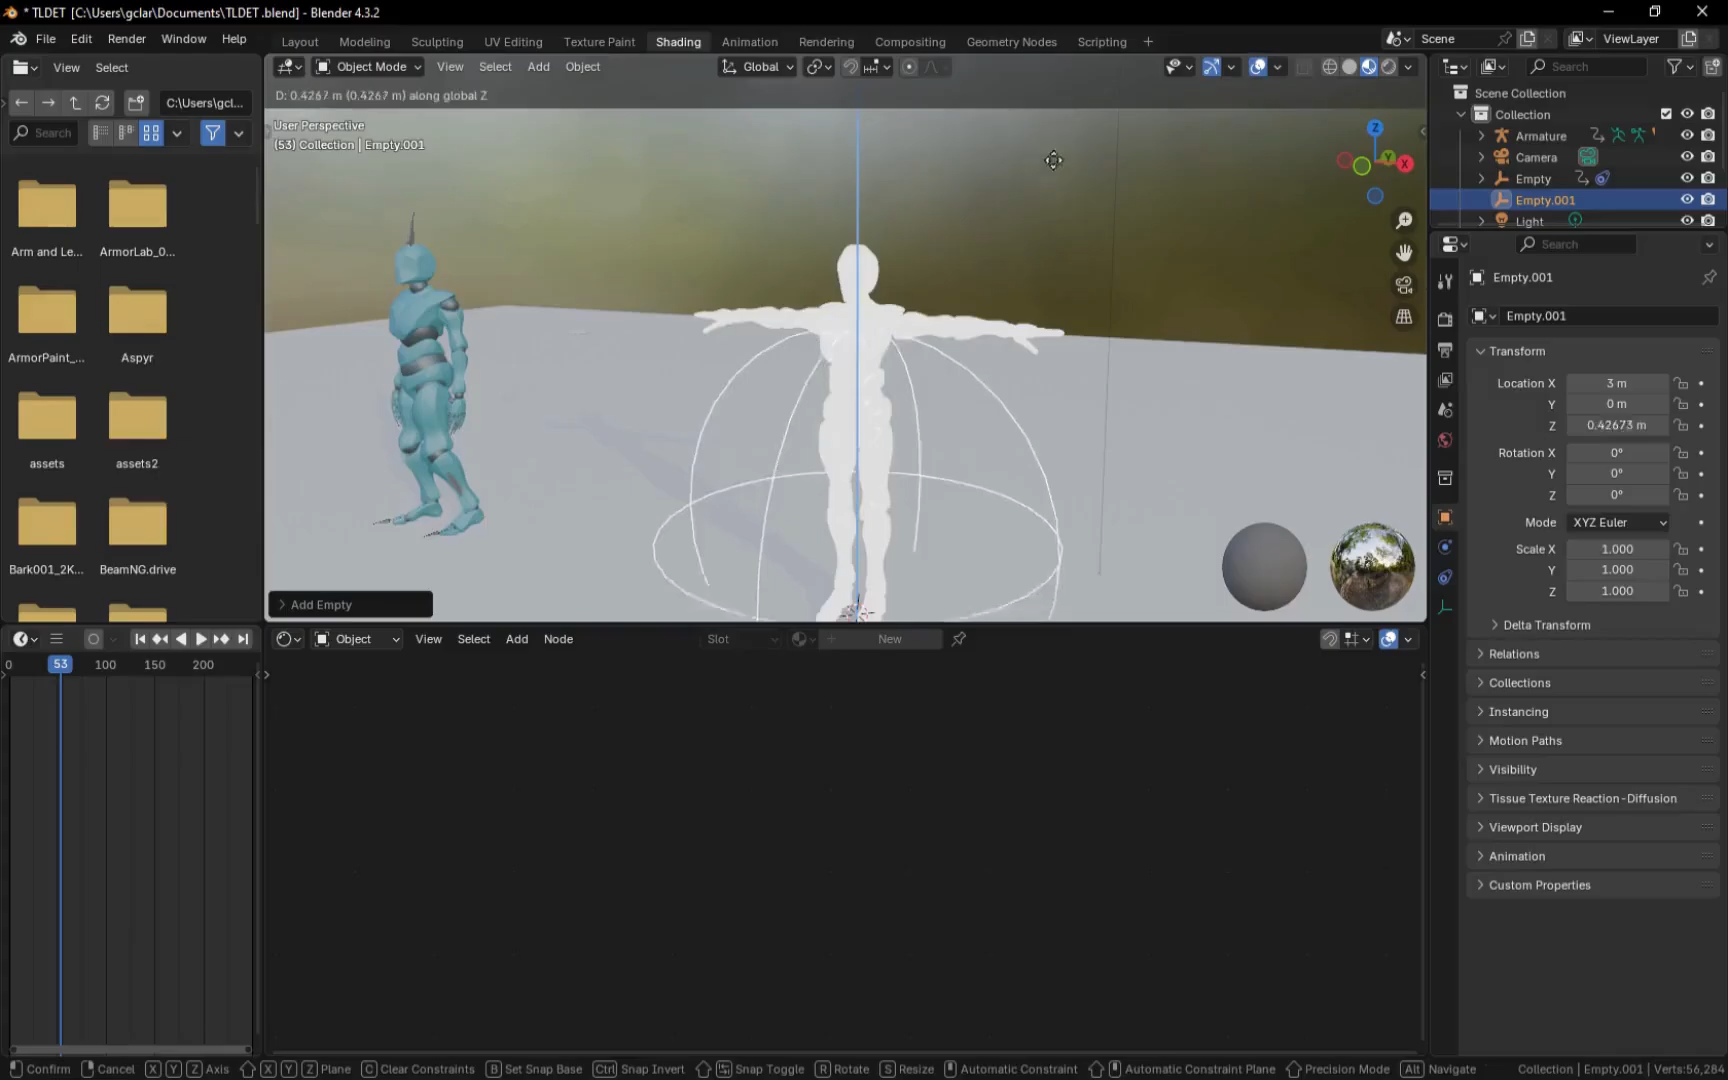 * TLDET [C:\Users\gclar\Documents\TLDET .blend] - Blender 4.3.2
File Edit Render Window Help
Layout Modeling Sculpting UV Editing Texture Paint Shading Animation Rendering Compositing Geometry Nodes Scripting
Scene ViewLayer
View Select
Object Mode View Select Add Object Global
Search
C:\Users\gcl...
Search
D: 0.4267 m (0.4267 m) along global Z
User Perspective
(53) Collection | Empty.001
Z
Y
X
Scene Collection
Collection
Armature
Camera
Empty
Empty.001
Light
Arm and Le... ArmorLab_0...
ArmorPaint_... Aspyr
assets assets2
Bark001_2K... BeamNG.drive
Search
Empty.001
Empty.001
Transform
Location X 3 m
Y 0 m
Z 0.42673 m
Rotation X 0°
Y 0°
Z 0°
Mode XYZ Euler
Scale X 1.000
Y 1.000
Z 1.000
Delta Transform
Relations
Collections
Instancing
Motion Paths
Visibility
Tissue Texture Reaction-Diffusion
Viewport Display
Animation
Custom Properties
Add Empty
Object View Select Add Node Slot New
0 53 100 150 200
Confirm Cancel X Y Z Axis X Y Z Plane C Clear Constraints B Set Snap Base Ctrl Snap Invert Snap Toggle R Rotate S Resize Automatic Constraint Automatic Constraint Plane Precision Mode Alt Navigate Collection | Empty.001 | Verts:56,284